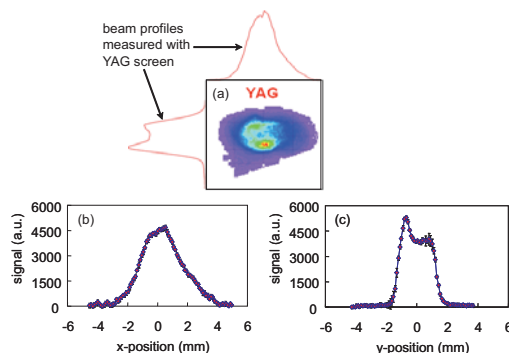 beam profiles
measured with
YAG screen
(a) YAG
(b)
signal (a.u.)
6000
4500
3000
1500
0
-6 -4 -2 0 2 4 6
x-position (mm)
(c)
signal (a.u.)
6000
4500
3000
1500
0
-6 -4 -2 0 2 4 6
y-position (mm)